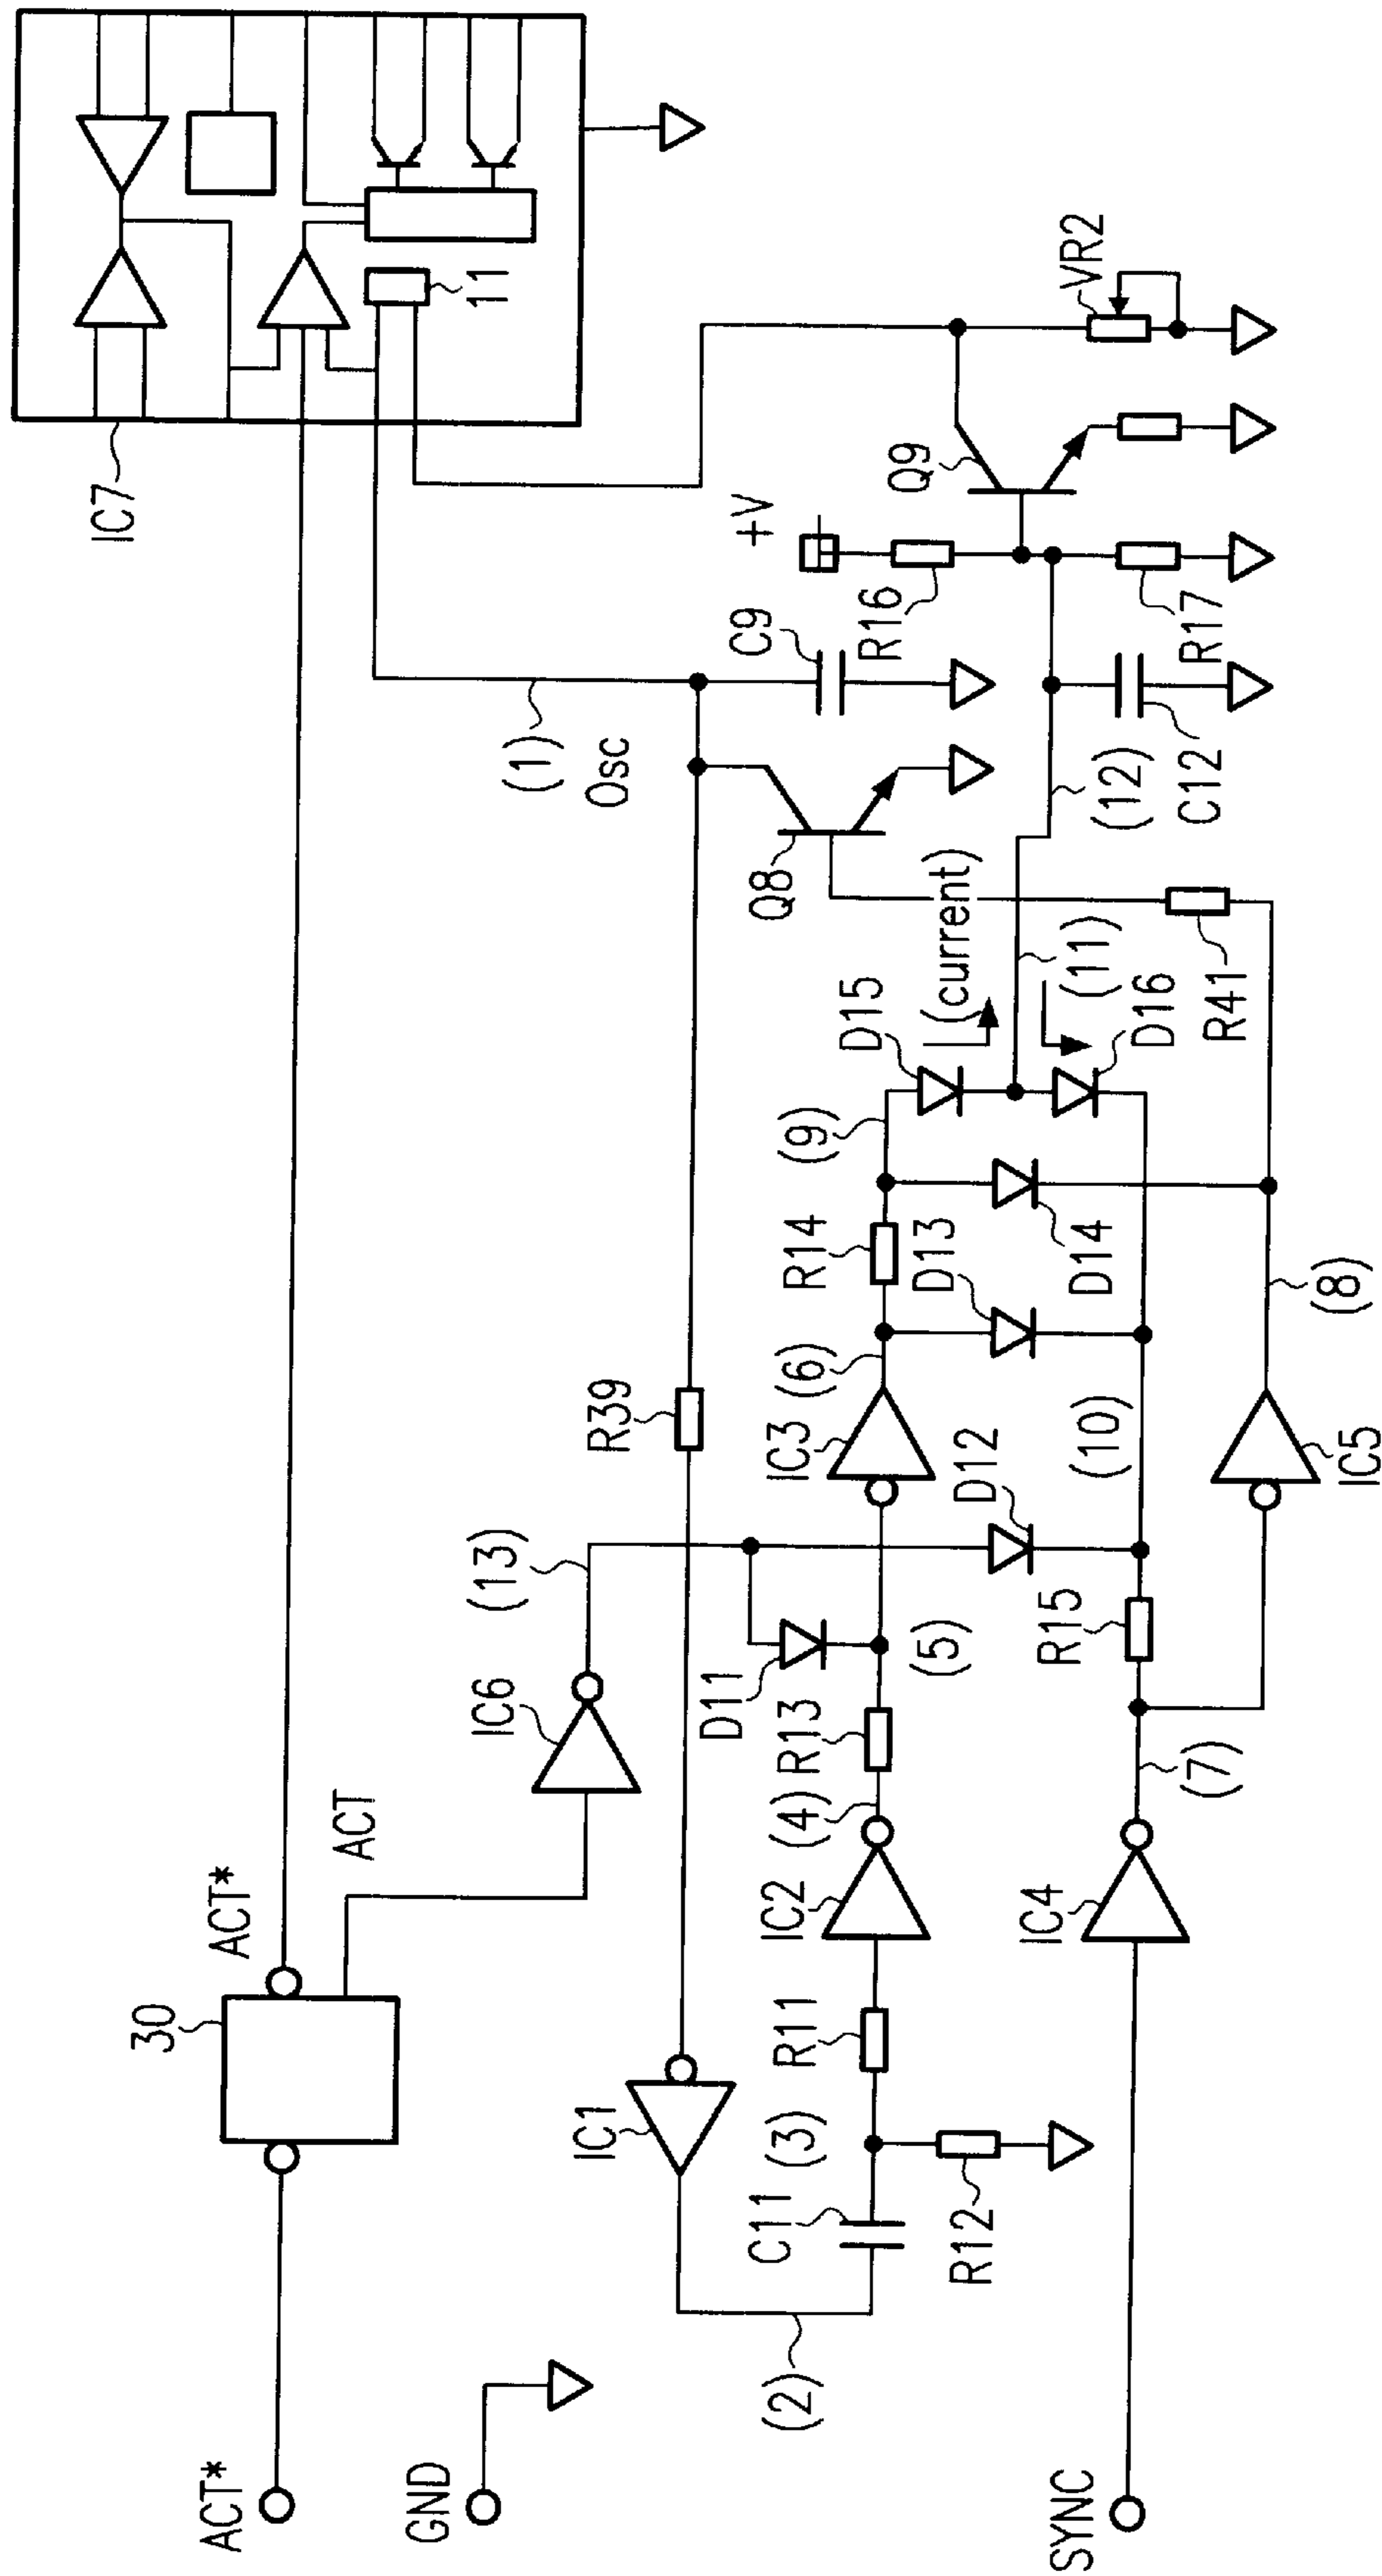 IC7
11
VR2
Q9
+V
R16
R17
C9
(1)
Osc
C12
(12)
Q8
I (current)
(11)
R41
D15
D16
(9)
R14
D13
D14
(8)
(6)
R39
IC3
D12
(10)
IC5
(13)
D11
(5)
R15
IC6
R13
(4)
(7)
ACT
ACT*
30
IC2
IC4
R11
IC1
(3)
C11
R12
(2)
ACT*
GND
SYNC